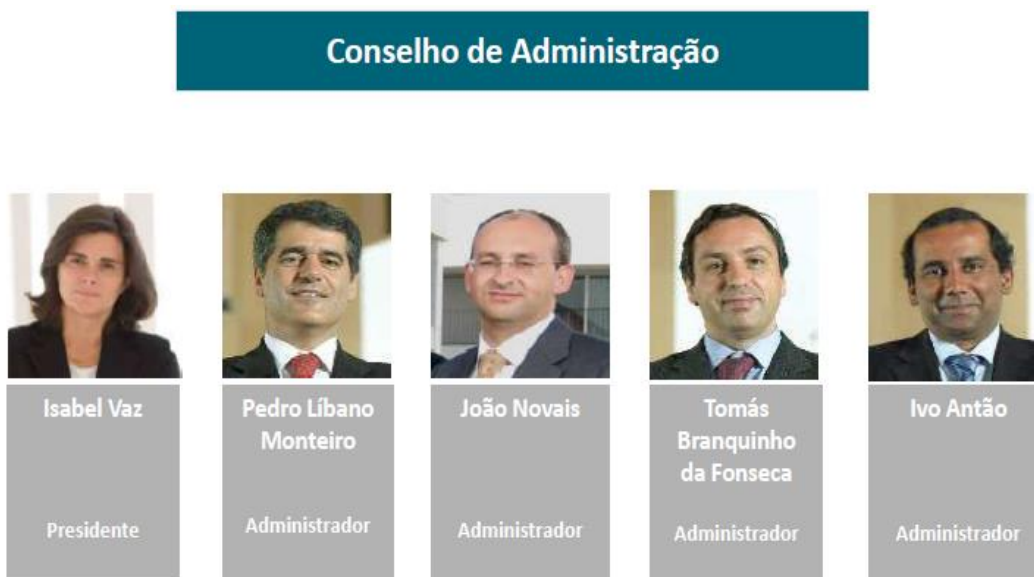 Conselho de Administração
Isabel Vaz
Presidente
Pedro Líbano
Monteiro
Administrador
João Novais
Administrador
Tomás
Branquinho
da Fonseca
Administrador
Ivo Antão
Administrador